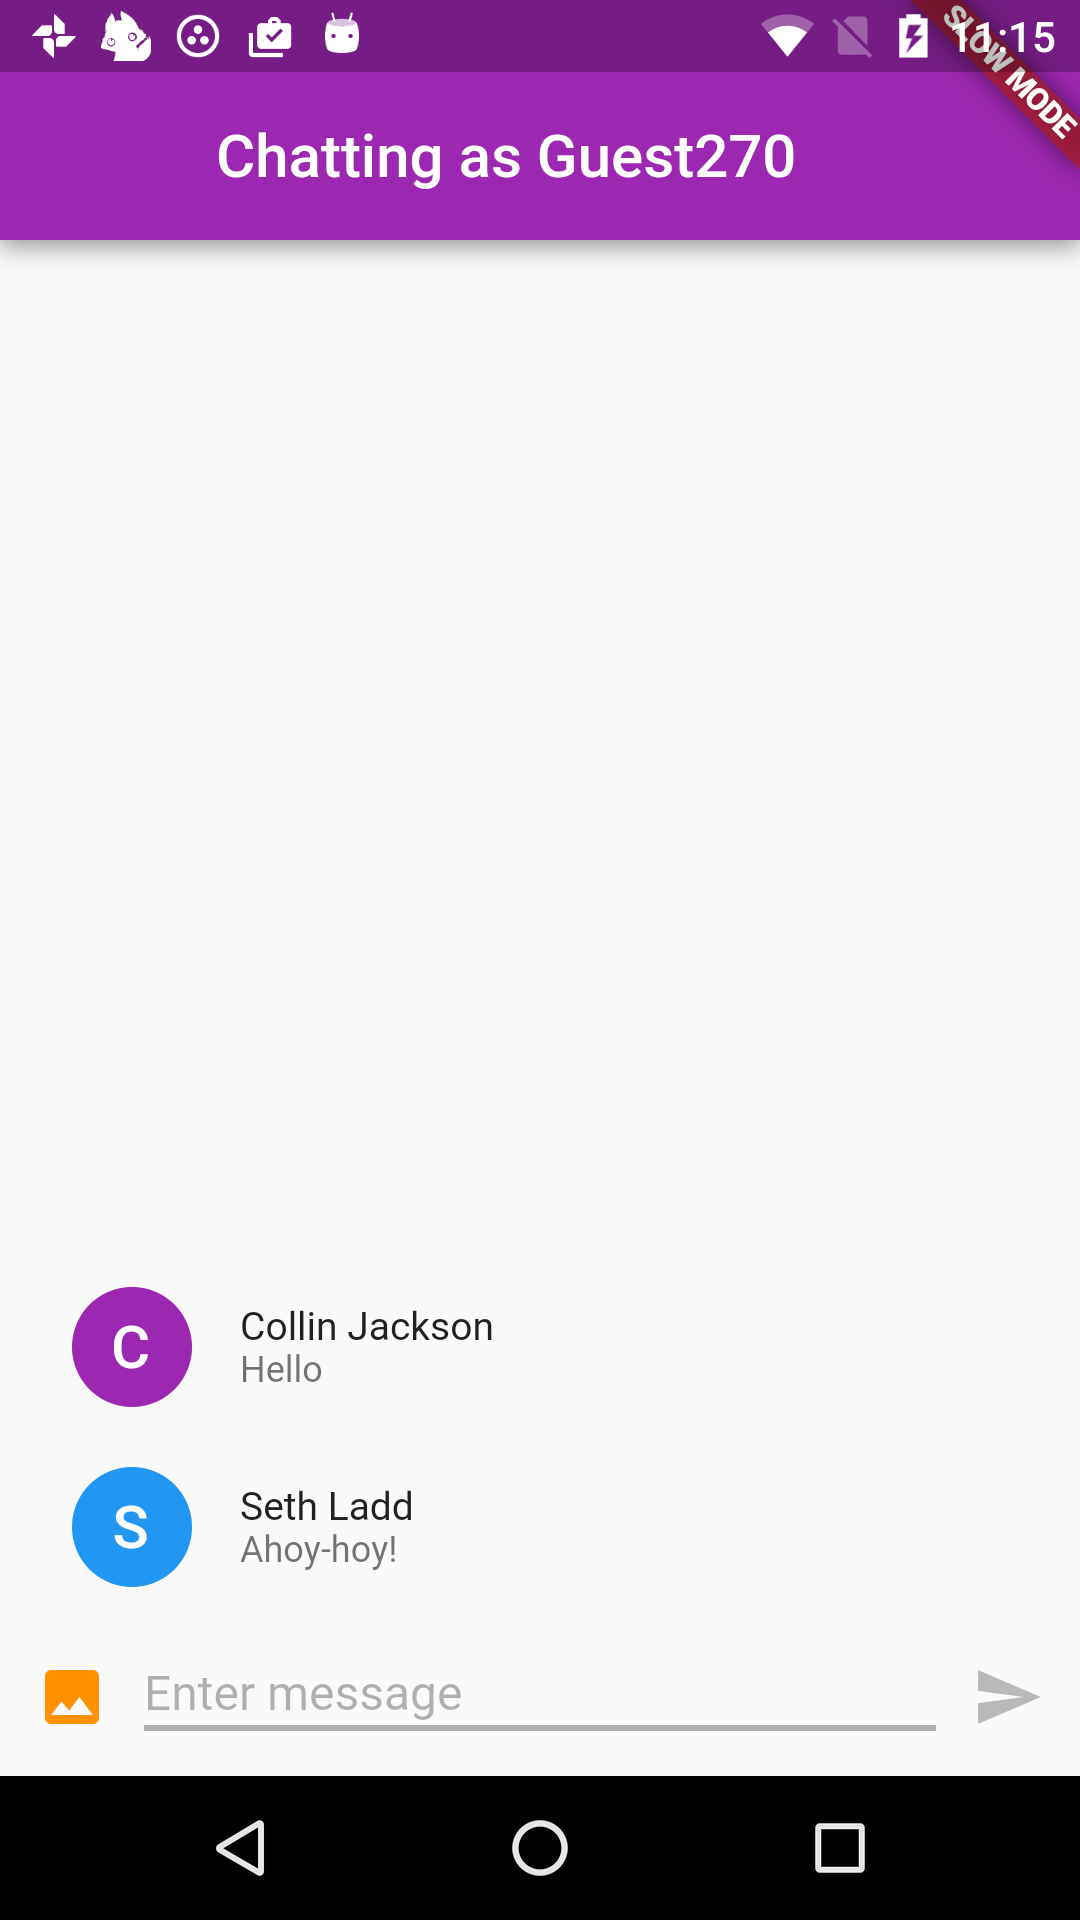 11:15
SLOW MODE
Chatting as Guest270
C
Collin Jackson
Hello
S
Seth Ladd
Ahoy-hoy!
Enter message